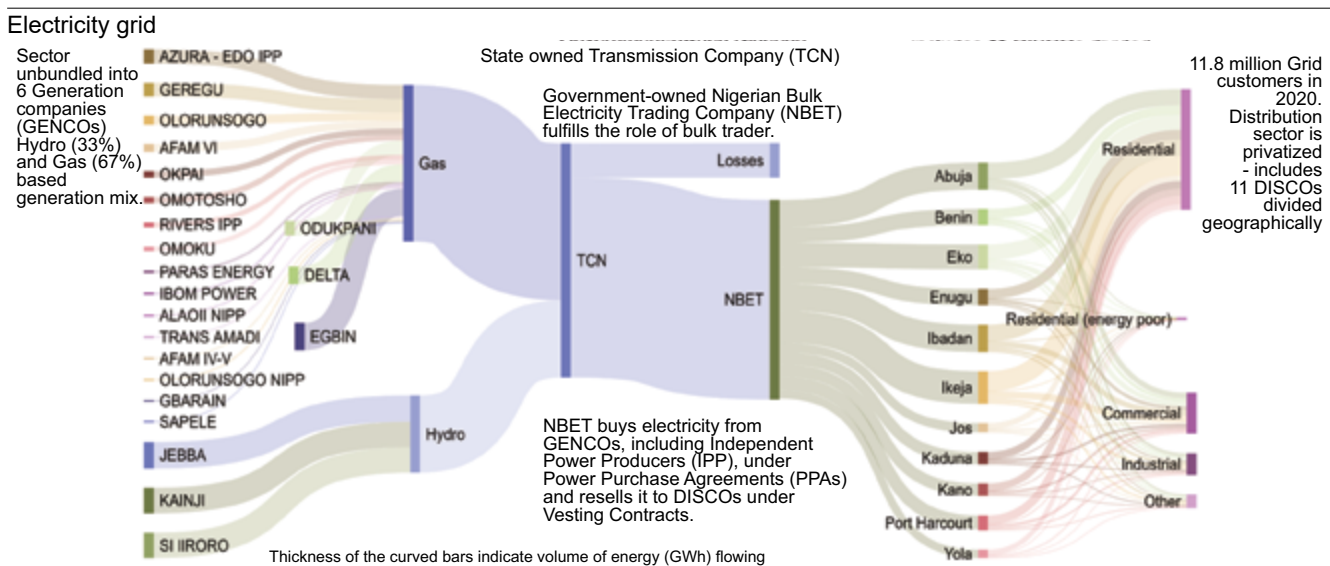 Electricity grid
Sector
unbundled into
6 Generation
companies
(GENCOs)
Hydro (33%)
and Gas (67%)
based
generation mix.
AZURA - EDO IPP
GEREGU
OLORUNSOGO
AFAM VI
OKPAI
OMOTOSHO
RIVERS IPP
OMOKU
PARAS ENERGY
IBOM POWER
ALAOII NIPP
TRANS AMADI
AFAM IV-V
OLORUNSOGO NIPP
GBARAIN
SAPELE
JEBBA
KAINJI
SI IIRORO
ODUKPANI
DELTA
EGBIN
Gas
Hydro
State owned Transmission Company (TCN)
Government-owned Nigerian Bulk
Electricity Trading Company (NBET)
fulfills the role of bulk trader.
Losses
TCN
NBET
NBET buys electricity from
GENCOs, including Independent
Power Producers (IPP), under
Power Purchase Agreements (PPAs)
and resells it to DISCOs under
Vesting Contracts.
Thickness of the curved bars indicate volume of energy (GWh) flowing
Abuja
Benin
Eko
Enugu
Ibadan
Ikeja
Jos
Kaduna
Kano
Port Harcourt
Yola
Residential
Residential (energy poor)
Commercial
Industrial
Other
11.8 million Grid
customers in
2020.
Distribution
sector is
privatized
- includes
11 DISCOs
divided
geographically